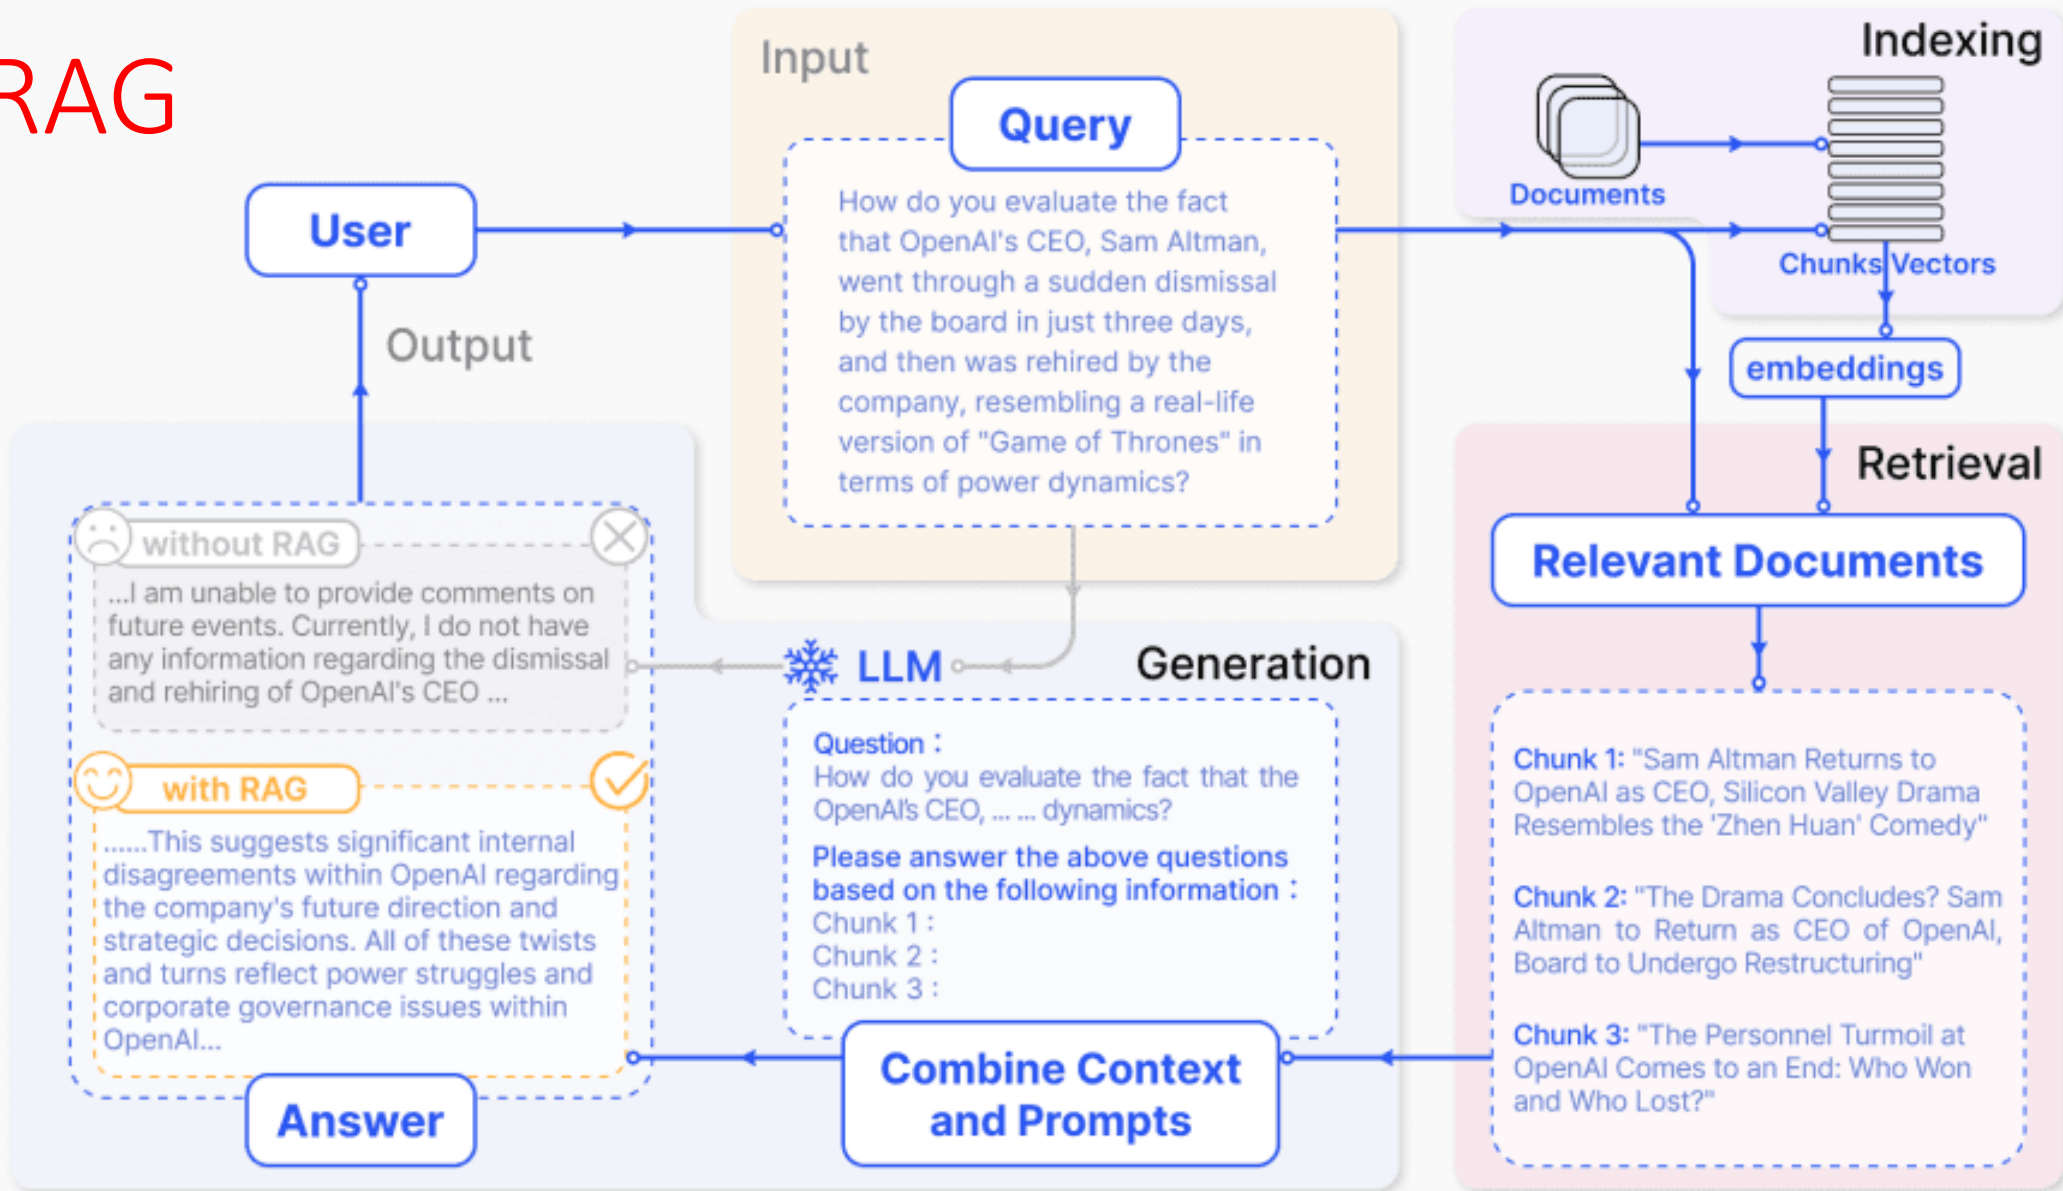 RAG
Input
Query
How do you evaluate the fact
that OpenAI's CEO, Sam Altman,
went through a sudden dismissal
by the board in just three days,
and then was rehired by the
company, resembling a real-life
version of "Game of Thrones" in
terms of power dynamics?
Indexing
Documents
Chunks Vectors
embeddings
User
Output
Retrieval
Relevant Documents
Chunk 1: "Sam Altman Returns to
OpenAI as CEO, Silicon Valley Drama
Resembles the 'Zhen Huan' Comedy"
Chunk 2: "The Drama Concludes? Sam
Altman to Return as CEO of OpenAI,
Board to Undergo Restructuring"
Chunk 3: "The Personnel Turmoil at
OpenAI Comes to an End: Who Won
and Who Lost?"
Generation
LLM
Question :
How do you evaluate the fact that the
OpenAI's CEO, ... ... dynamics?
Please answer the above questions
based on the following information :
Chunk 1 :
Chunk 2 :
Chunk 3 :
Combine Context
and Prompts
without RAG
...I am unable to provide comments on
future events. Currently, I do not have
any information regarding the dismissal
and rehiring of OpenAI's CEO ...
with RAG
......This suggests significant internal
disagreements within OpenAI regarding
the company's future direction and
strategic decisions. All of these twists
and turns reflect power struggles and
corporate governance issues within
OpenAI...
Answer